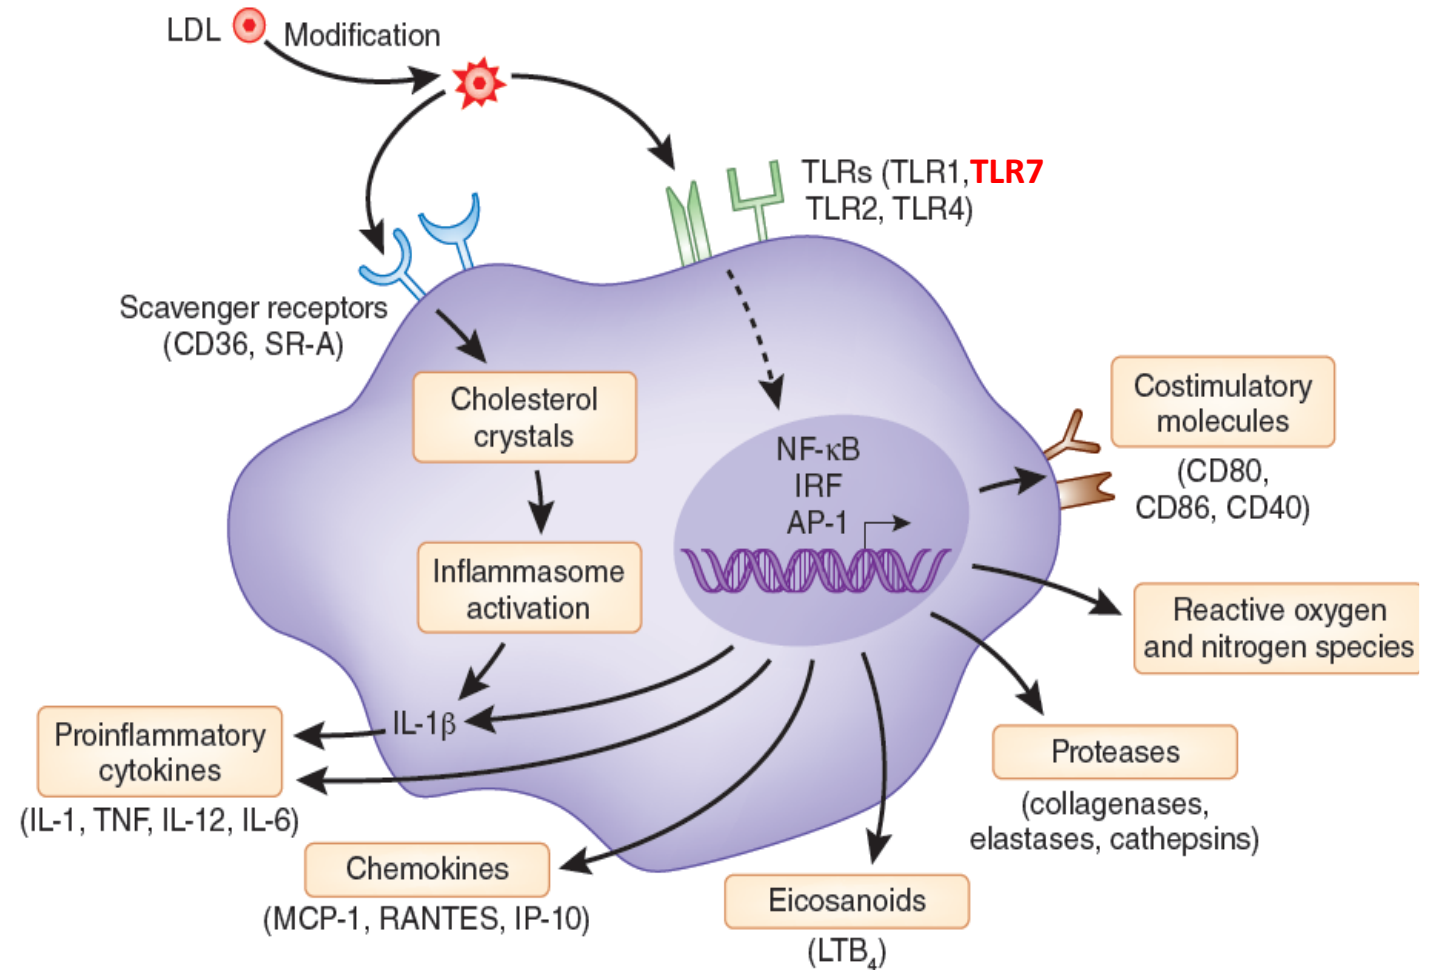 LDL
Modification
TLRs (TLR1,TLR7
TLR2, TLR4)
Scavenger receptors
(CD36, SR-A)
Cholesterol
crystals
Inflammasome
activation
IL-1β
NF-κB
IRF
AP-1
Costimulatory
molecules
(CD80,
CD86, CD40)
Reactive oxygen
and nitrogen species
Proteases
(collagenases,
elastases, cathepsins)
Proinflammatory
cytokines
(IL-1, TNF, IL-12, IL-6)
Chemokines
(MCP-1, RANTES, IP-10)
Eicosanoids
(LTB₄)